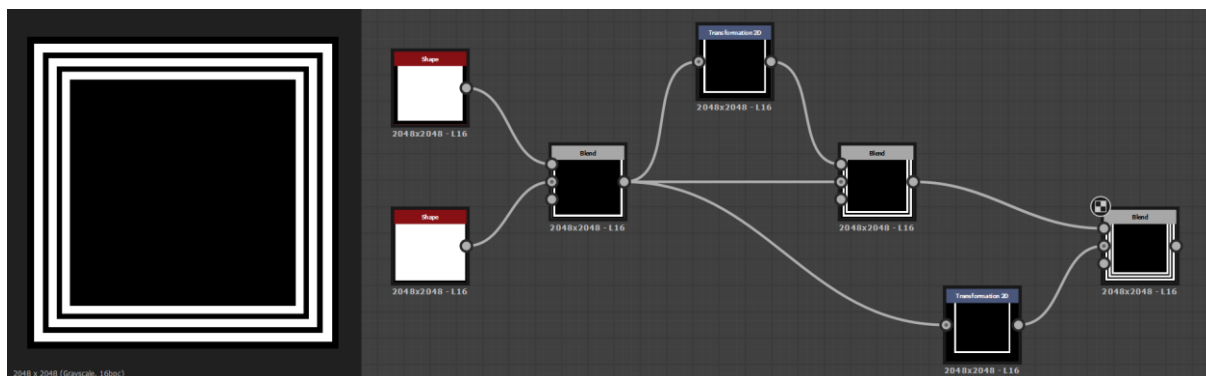 Transformation 2D
2048x2048 - L16
Shape
2048x2048 - L16
Blend
2048x2048 - L16
Blend
2048x2048 - L16
Shape
2048x2048 - L16
Blend
2048x2048 - L16
Transformation 2D
2048x2048 - L16
2048 x 2048 (Grayscale, 16bpc)